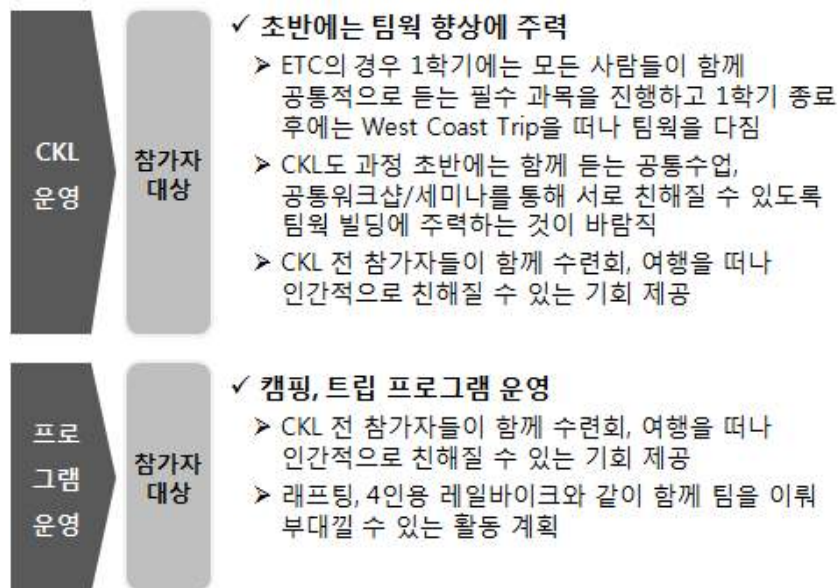 CKL
운영
참가자
대상
✓ 초반에는 팀웍 향상에 주력
➢ ETC의 경우 1학기에는 모든 사람들이 함께
공통적으로 듣는 필수 과목을 진행하고 1학기 종료
후에는 West Coast Trip을 떠나 팀웍을 다짐
➢ CKL도 과정 초반에는 함께 듣는 공통수업,
공통워크샵/세미나를 통해 서로 친해질 수 있도록
팀웍 빌딩에 주력하는 것이 바람직
➢ CKL 전 참가자들이 함께 수련회, 여행을 떠나
인간적으로 친해질 수 있는 기회 제공
프로
그램
운영
참가자
대상
✓ 캠핑, 트립 프로그램 운영
➢ CKL 전 참가자들이 함께 수련회, 여행을 떠나
인간적으로 친해질 수 있는 기회 제공
➢ 래프팅, 4인용 레일바이크와 같이 함께 팀을 이뤄
부대낄 수 있는 활동 계획